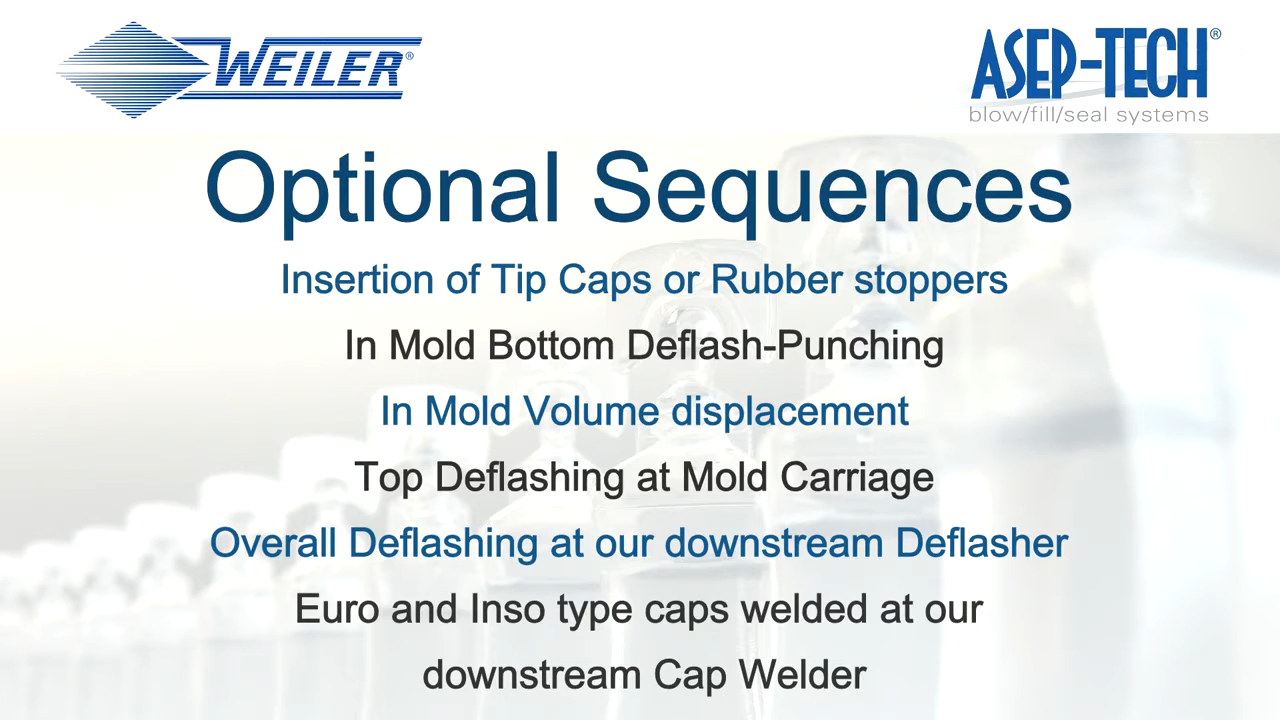 WEILER®
ASEP-TECH®
blow/fill/seal systems
Optional Sequences
Insertion of Tip Caps or Rubber stoppers
In Mold Bottom Deflash-Punching
In Mold Volume displacement
Top Deflashing at Mold Carriage
Overall Deflashing at our downstream Deflasher
Euro and Inso type caps welded at our
downstream Cap Welder